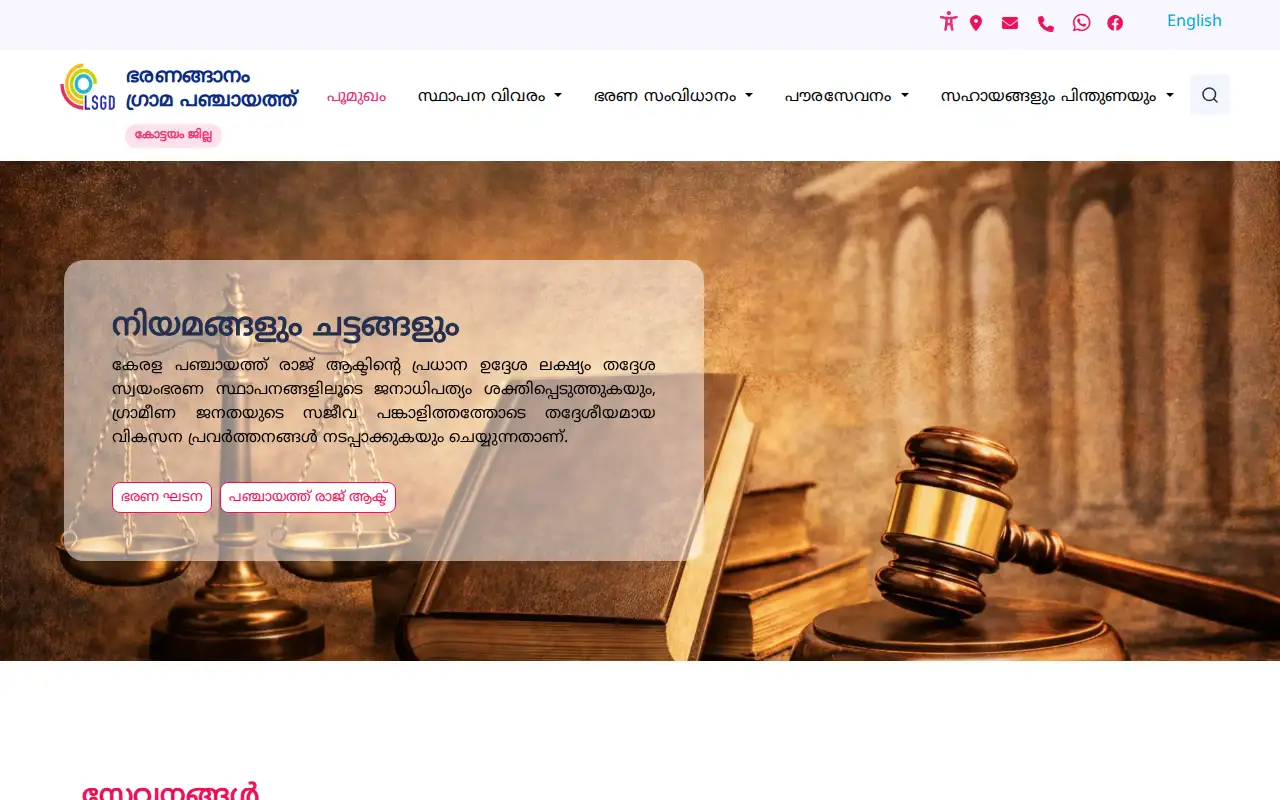 English
ഭരണങ്ങാനം
ഗ്രാമ പഞ്ചായത്ത്
കോട്ടയം ജില്ല
LSGD
പൂമുഖം
സ്ഥാപന വിവരം
ഭരണ സംവിധാനം
പൗരസേവനം
സഹായങ്ങളും പിന്തുണയും
നിയമങ്ങളും ചട്ടങ്ങളും
കേരള പഞ്ചായത്ത് രാജ് ആക്ടിന്റെ പ്രധാന ഉദ്ദേശ ലക്ഷ്യം തദ്ദേശ
സ്വയംഭരണ സ്ഥാപനങ്ങളിലൂടെ ജനാധിപത്യം ശക്തിപ്പെടുത്തുകയും,
ഗ്രാമീണ ജനതയുടെ സജീവ പങ്കാളിത്തത്തോടെ തദ്ദേശീയമായ
വികസന പ്രവർത്തനങ്ങൾ നടപ്പാക്കുകയും ചെയ്യുന്നതാണ്.
ഭരണ ഘടന
പഞ്ചായത്ത് രാജ് ആക്ട്
സേവനങ്ങൾ